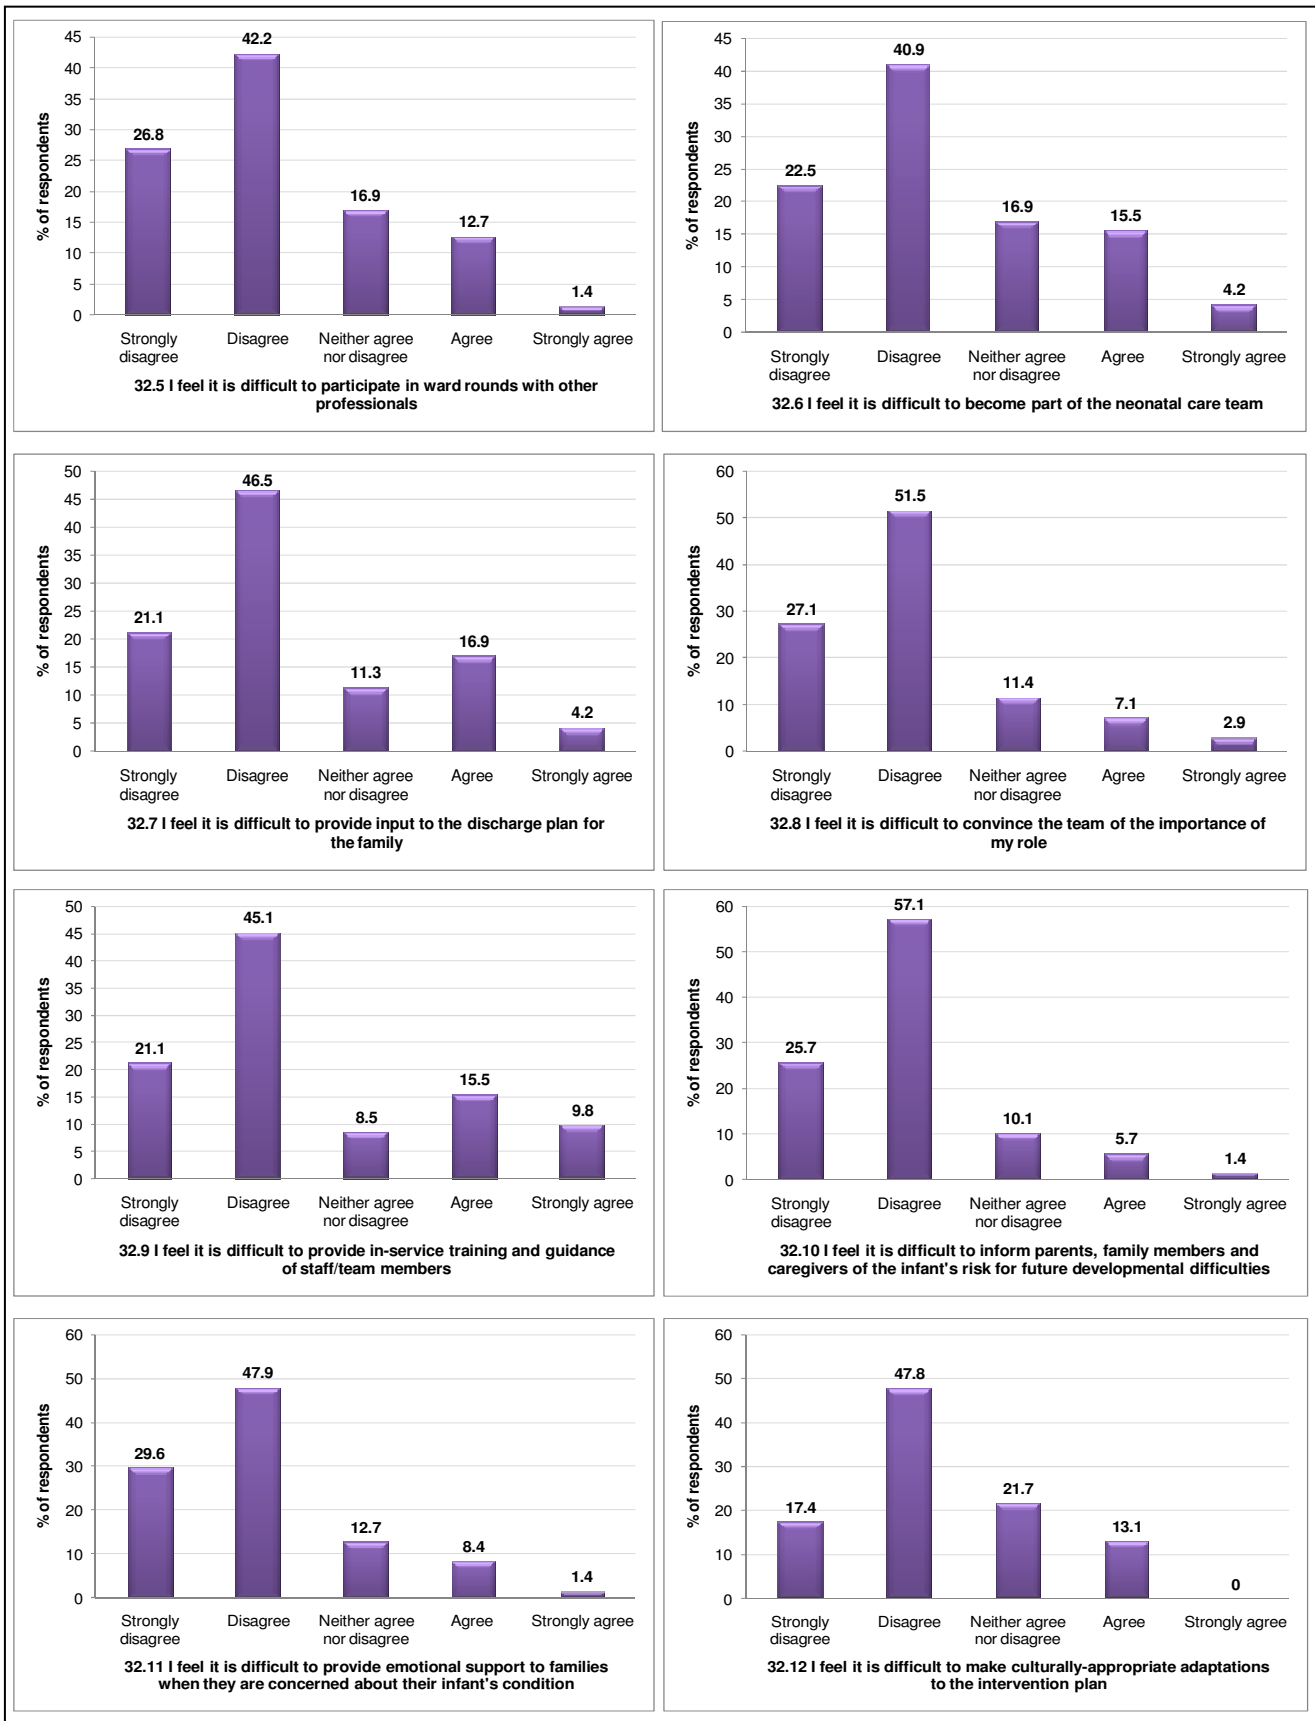 45
40
35
30
25
20
15
10
5
0
% of respondents
26.8
42.2
16.9
12.7
1.4
Strongly disagree
Disagree
Neither agree nor disagree
Agree
Strongly agree
32.5 I feel it is difficult to participate in ward rounds with other
professionals
45
40
35
30
25
20
15
10
5
0
% of respondents
22.5
40.9
16.9
15.5
4.2
Strongly disagree
Disagree
Neither agree nor disagree
Agree
Strongly agree
32.6 I feel it is difficult to become part of the neonatal care team
50
45
40
35
30
25
20
15
10
5
0
% of respondents
21.1
46.5
11.3
16.9
4.2
Strongly disagree
Disagree
Neither agree nor disagree
Agree
Strongly agree
32.7 I feel it is difficult to provide input to the discharge plan for
the family
60
50
40
30
20
10
0
% of respondents
27.1
51.5
11.4
7.1
2.9
Strongly disagree
Disagree
Neither agree nor disagree
Agree
Strongly agree
32.8 I feel it is difficult to convince the team of the importance of
my role
50
45
40
35
30
25
20
15
10
5
0
% of respondents
21.1
45.1
8.5
15.5
9.8
Strongly disagree
Disagree
Neither agree nor disagree
Agree
Strongly agree
32.9 I feel it is difficult to provide in-service training and guidance
of staff/team members
60
50
40
30
20
10
0
% of respondents
25.7
57.1
10.1
5.7
1.4
Strongly disagree
Disagree
Neither agree nor disagree
Agree
Strongly agree
32.10 I feel it is difficult to inform parents, family members and
caregivers of the infant's risk for future developmental difficulties
60
50
40
30
20
10
0
% of respondents
29.6
47.9
12.7
8.4
1.4
Strongly disagree
Disagree
Neither agree nor disagree
Agree
Strongly agree
32.11 I feel it is difficult to provide emotional support to families
when they are concerned about their infant's condition
60
50
40
30
20
10
0
% of respondents
17.4
47.8
21.7
13.1
0
Strongly disagree
Disagree
Neither agree nor disagree
Agree
Strongly agree
32.12 I feel it is difficult to make culturally-appropriate adaptations
to the intervention plan